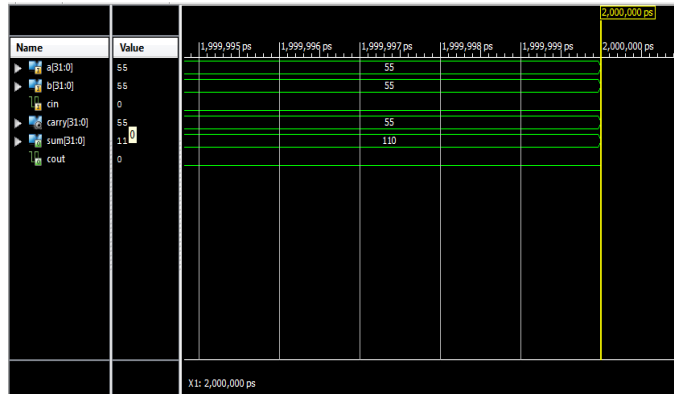 2,000,000 ps
Name Value 1,999,995 ps 1,999,996 ps 1,999,997 ps 1,999,998 ps 1,999,999 ps 2,000,000 ps
a[31:0] 55 55
b[31:0] 55 55
cin 0
carry[31:0] 55 55
sum[31:0] 110 110
cout 0
X1: 2,000,000 ps